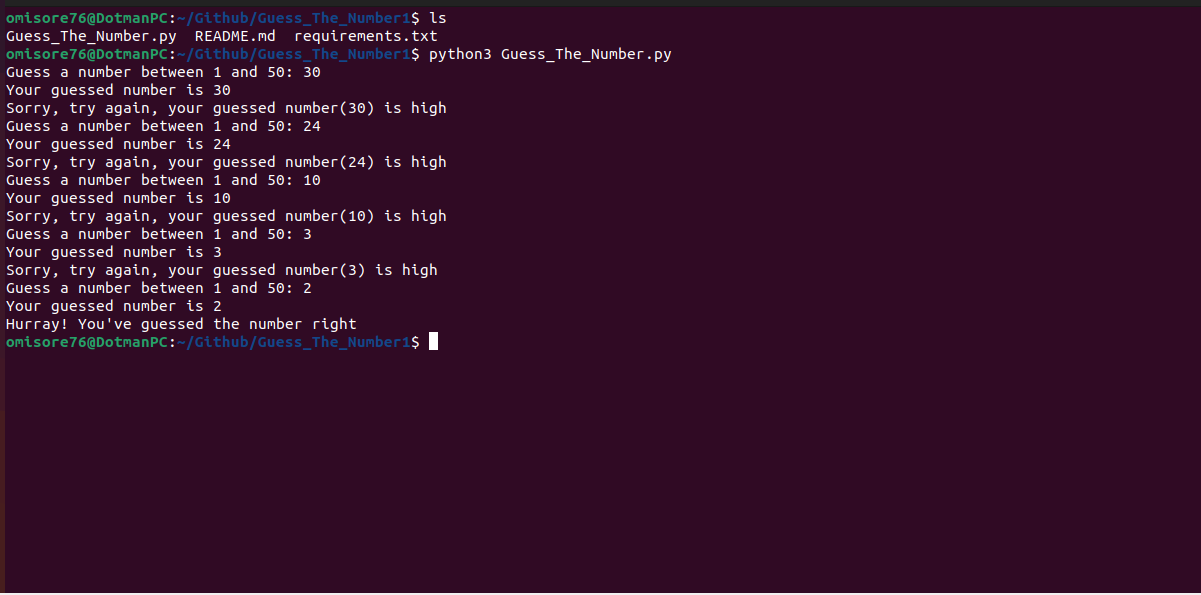 omisore76@DotmanPC:~/Github/Guess_The_Number1$ ls
Guess_The_Number.py  README.md  requirements.txt
omisore76@DotmanPC:~/Github/Guess_The_Number1$ python3 Guess_The_Number.py
Guess a number between 1 and 50: 30
Your guessed number is 30
Sorry, try again, your guessed number(30) is high
Guess a number between 1 and 50: 24
Your guessed number is 24
Sorry, try again, your guessed number(24) is high
Guess a number between 1 and 50: 10
Your guessed number is 10
Sorry, try again, your guessed number(10) is high
Guess a number between 1 and 50: 3
Your guessed number is 3
Sorry, try again, your guessed number(3) is high
Guess a number between 1 and 50: 2
Your guessed number is 2
Hurray! You've guessed the number right
omisore76@DotmanPC:~/Github/Guess_The_Number1$